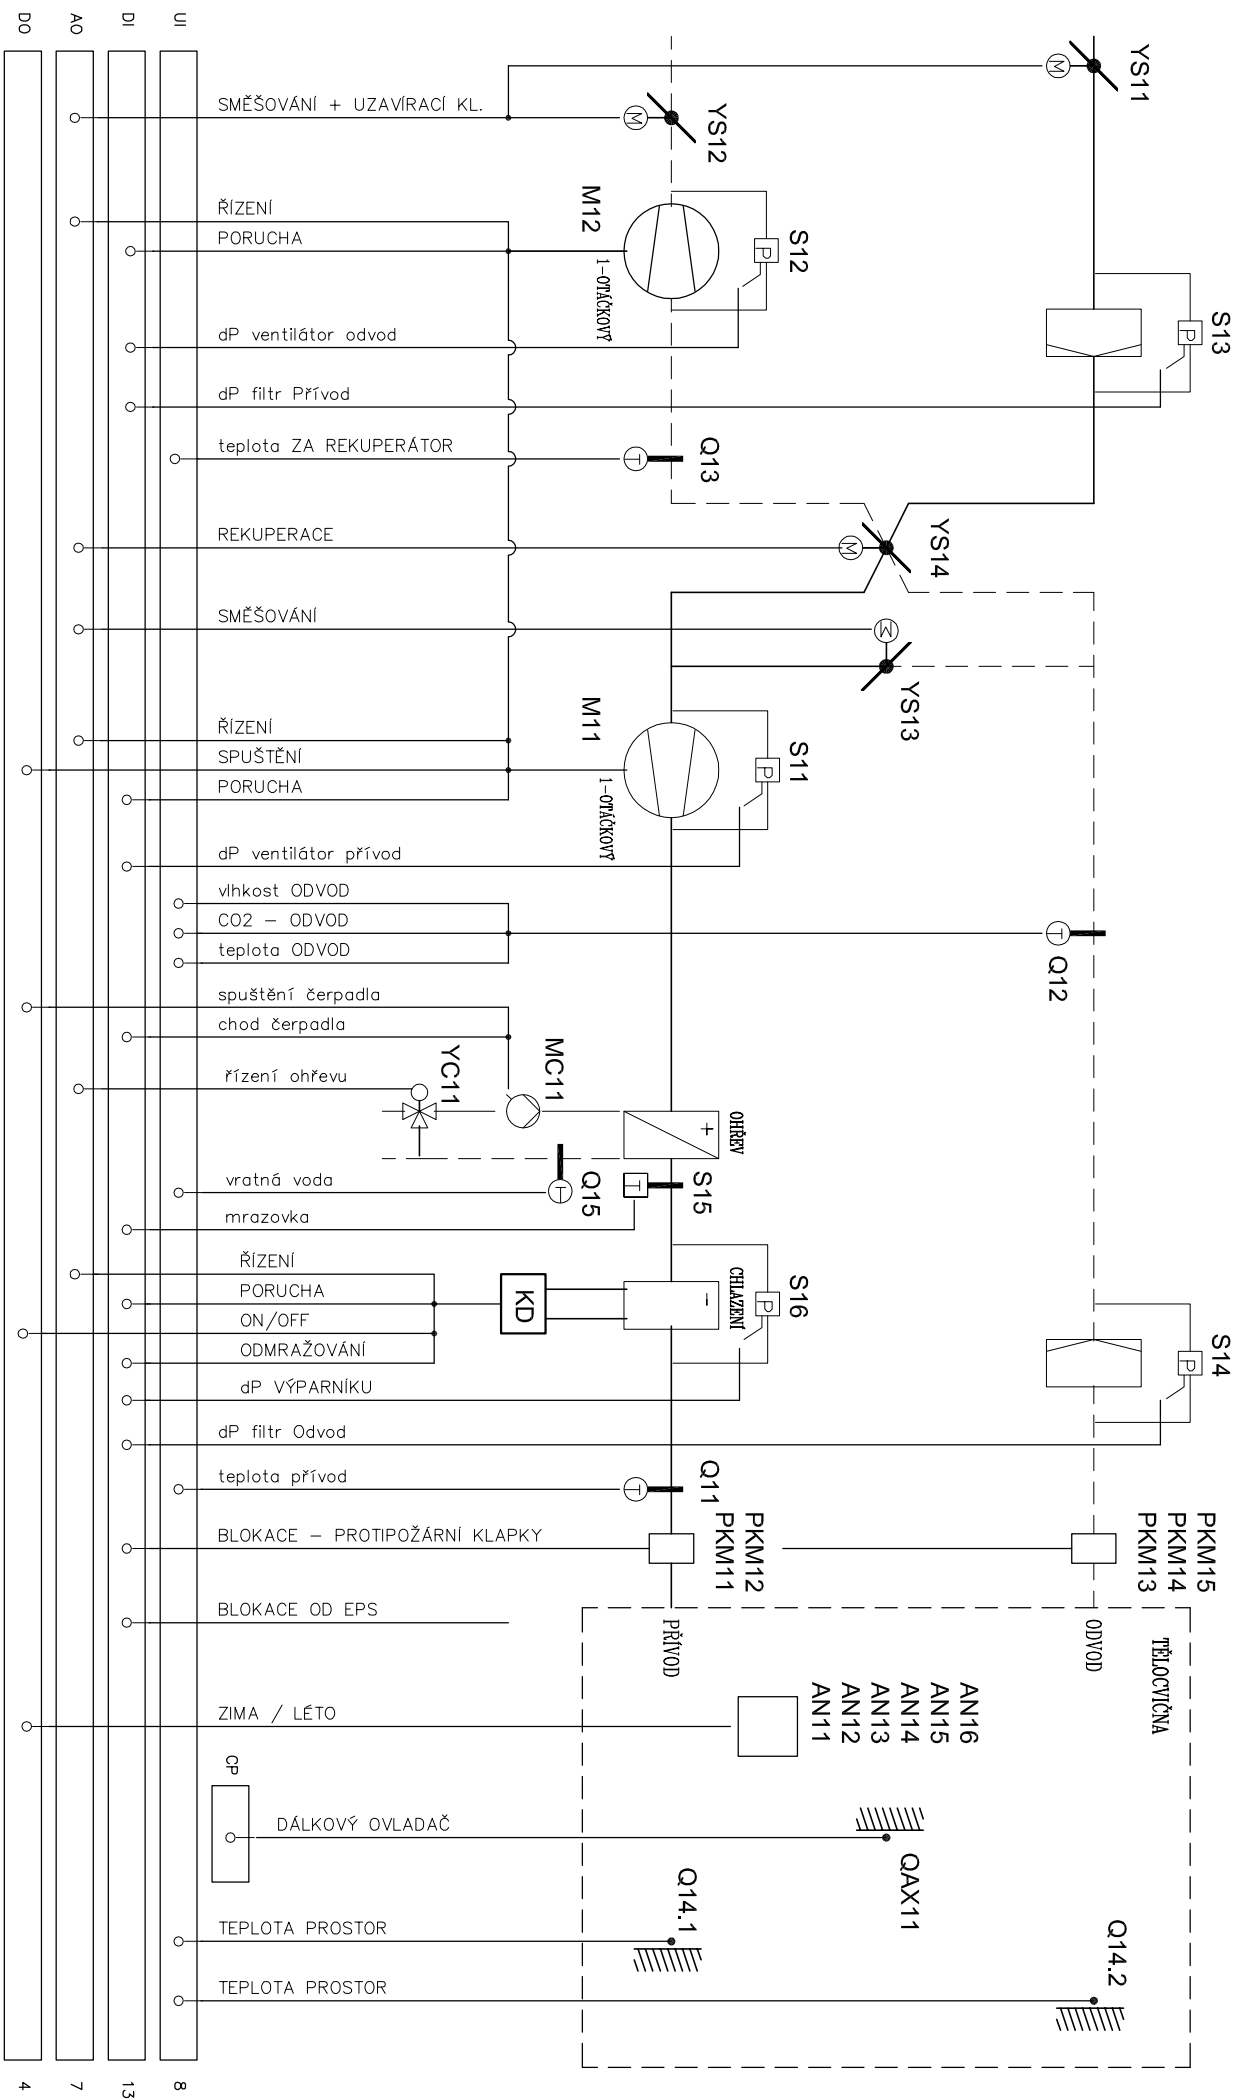 YS11
YS12
S13
S12
M12
1-OTÁČKOVÝ
Q13
YS14
YS13
M11
S11
1-OTÁČKOVÝ
Q12
MC11
YC11
OHŘEV
+
S15
Q15
S16
CHLAZENÍ
-
KD
S14
Q11
PKM12
PKM11
PKM15
PKM14
PKM13
PŘÍVOD
ODVOD
TĚLOCVIČNA
AN16
AN15
AN14
AN13
AN12
AN11
QAX11
Q14.1
Q14.2
M
M
M
M
P
P
P
P
P
T
T
T
T
T
SMĚŠOVÁNÍ + UZAVÍRACÍ KL.
ŘÍZENÍ
PORUCHA
dP ventilátor odvod
dP filtr Přívod
teplota ZA REKUPERÁTOR
REKUPERACE
SMĚŠOVÁNÍ
ŘÍZENÍ
SPUŠTĚNÍ
PORUCHA
dP ventilátor přívod
vlhkost ODVOD
CO2 - ODVOD
teplota ODVOD
spuštění čerpadla
chod čerpadla
řízení ohřevu
vratná voda
mrazovka
ŘÍZENÍ
PORUCHA
ON/OFF
ODMRAŽOVÁNÍ
dP VÝPARNÍKU
dP filtr Odvod
teplota přívod
BLOKACE - PROTIPOŽÁRNÍ KLAPKY
BLOKACE OD EPS
ZIMA / LÉTO
CP
DÁLKOVÝ OVLADAČ
TEPLOTA PROSTOR
TEPLOTA PROSTOR
UI 8
DI 13
AO 7
DO 4